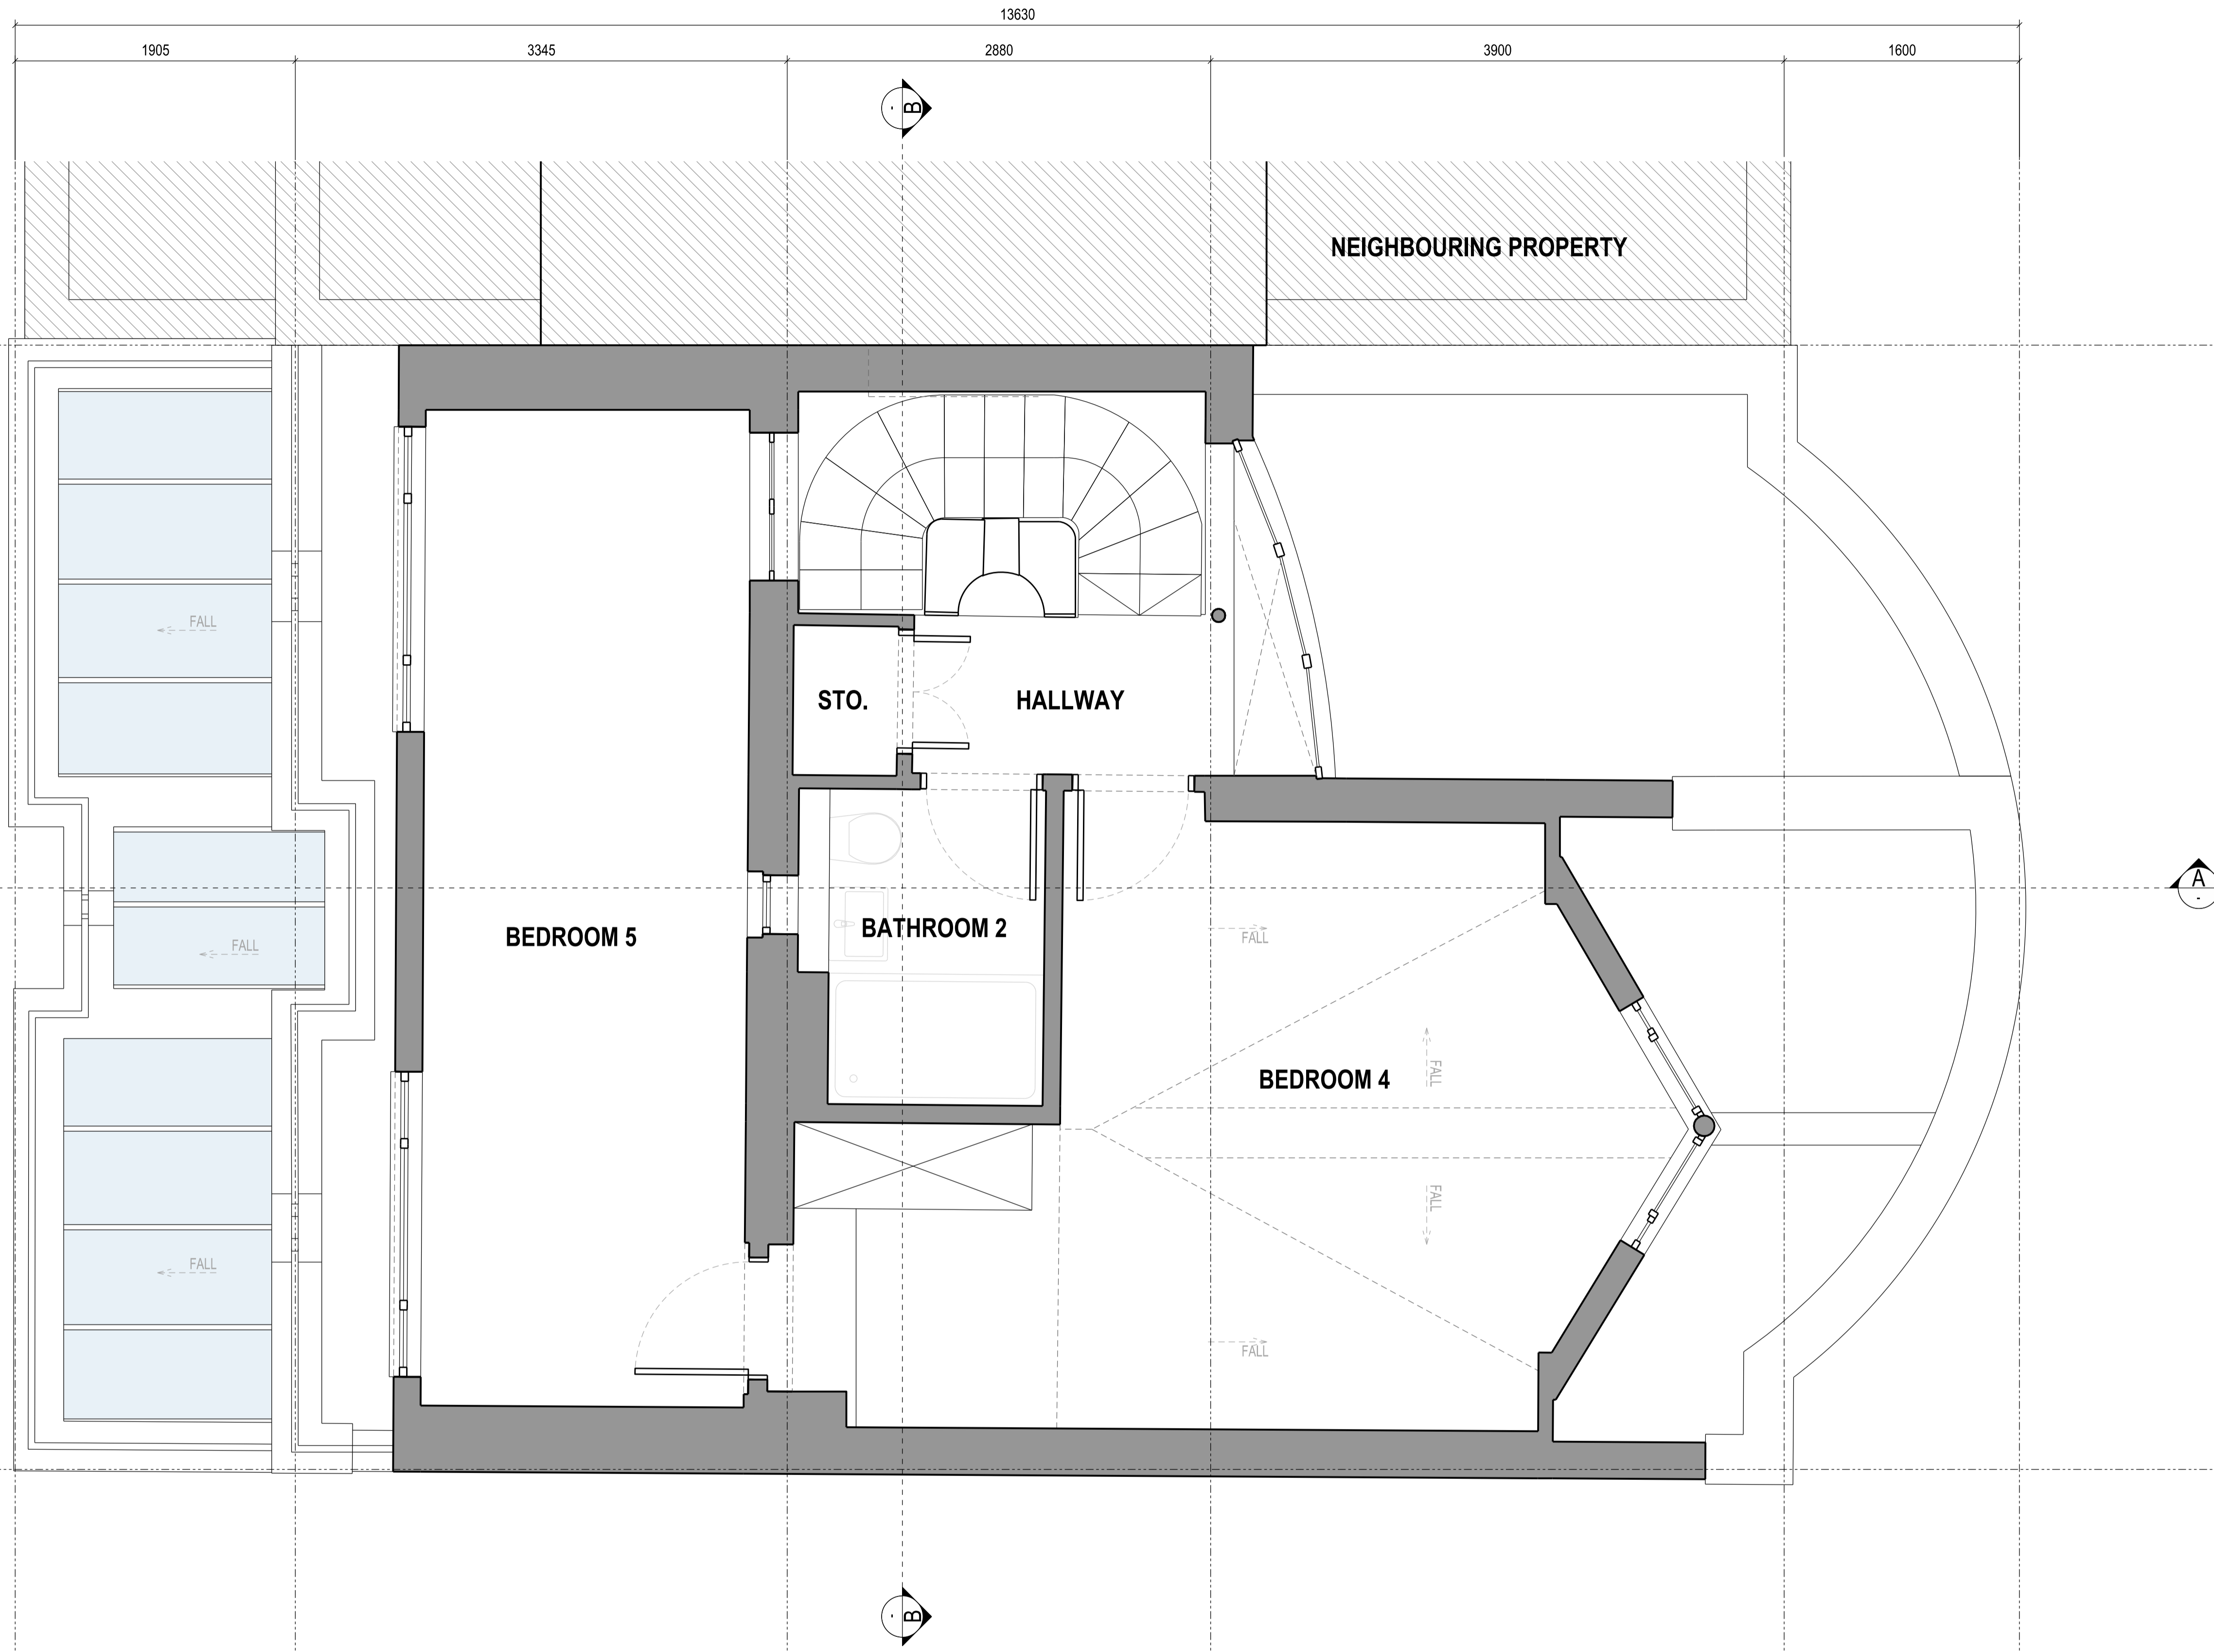 13630
1905
3345
2880
3900
1600
- B
NEIGHBOURING PROPERTY
FALL
STO.
HALLWAY
A
-
BEDROOM 5
BATHROOM 2
FALL
FALL
BEDROOM 4
FALL
FALL
FALL
FALL
- B